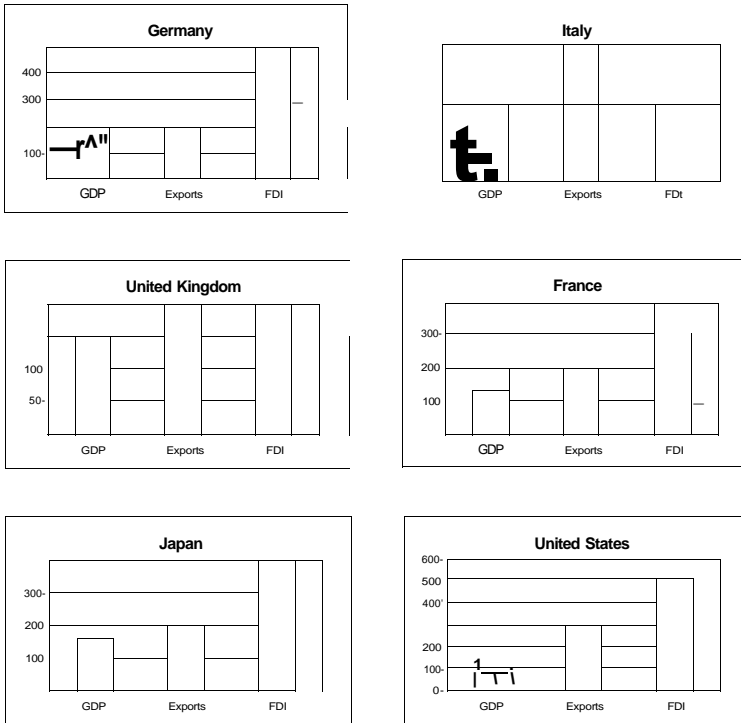 Germany
400
300
100-
GDP Exports FDI
Italy
t.
GDP Exports FDt
United Kingdom
100
50-
GDP Exports FDI
France
300-
200
100
GDP Exports FDI
Japan
300-
200
100
GDP Exports FDI
United States
600-
500
400'
200
100-
0-
GDP Exports FDI